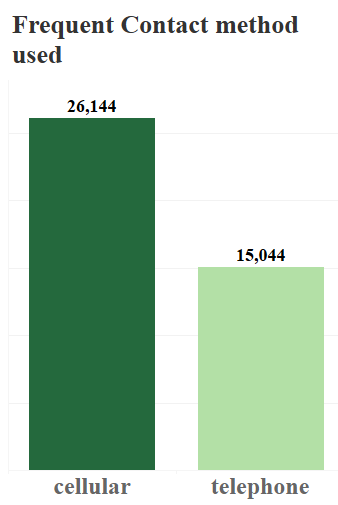 Frequent Contact method
used
26,144
15,044
cellular
telephone